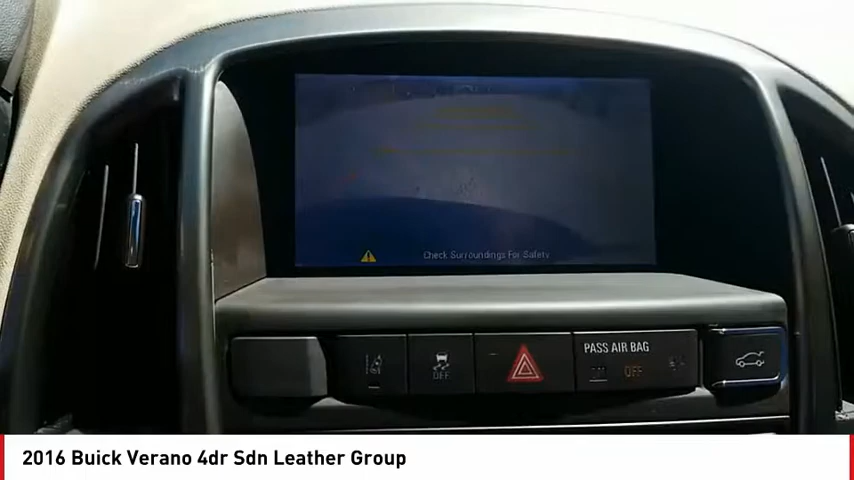 Check Surroundings For Safety
PASS AIR BAG
OFF
OFF
2016 Buick Verano 4dr Sdn Leather Group